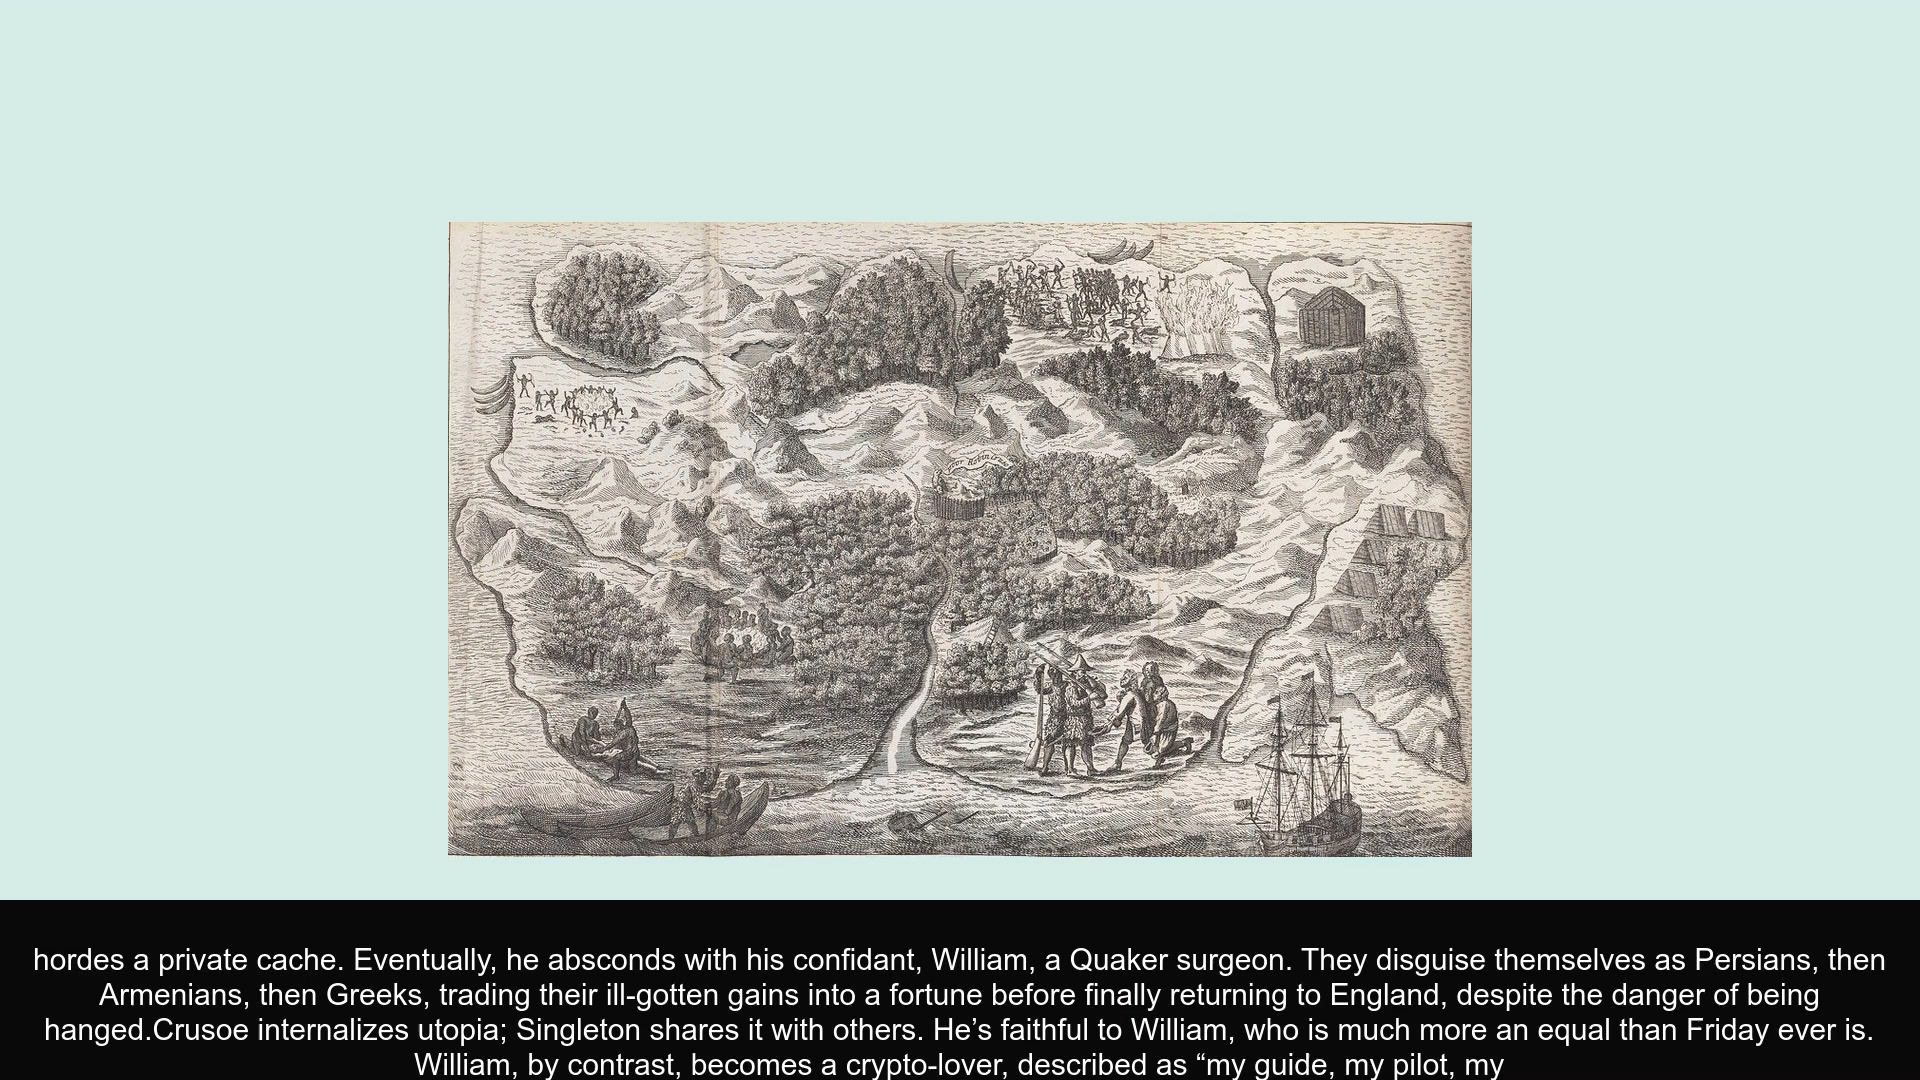 hordes a private cache. Eventually, he absconds with his confidant, William, a Quaker surgeon. They disguise themselves as Persians, then
Armenians, then Greeks, trading their ill-gotten gains into a fortune before finally returning to England, despite the danger of being
hanged.Crusoe internalizes utopia; Singleton shares it with others. He’s faithful to William, who is much more an equal than Friday ever is.
William, by contrast, becomes a crypto-lover, described as “my guide, my pilot, my